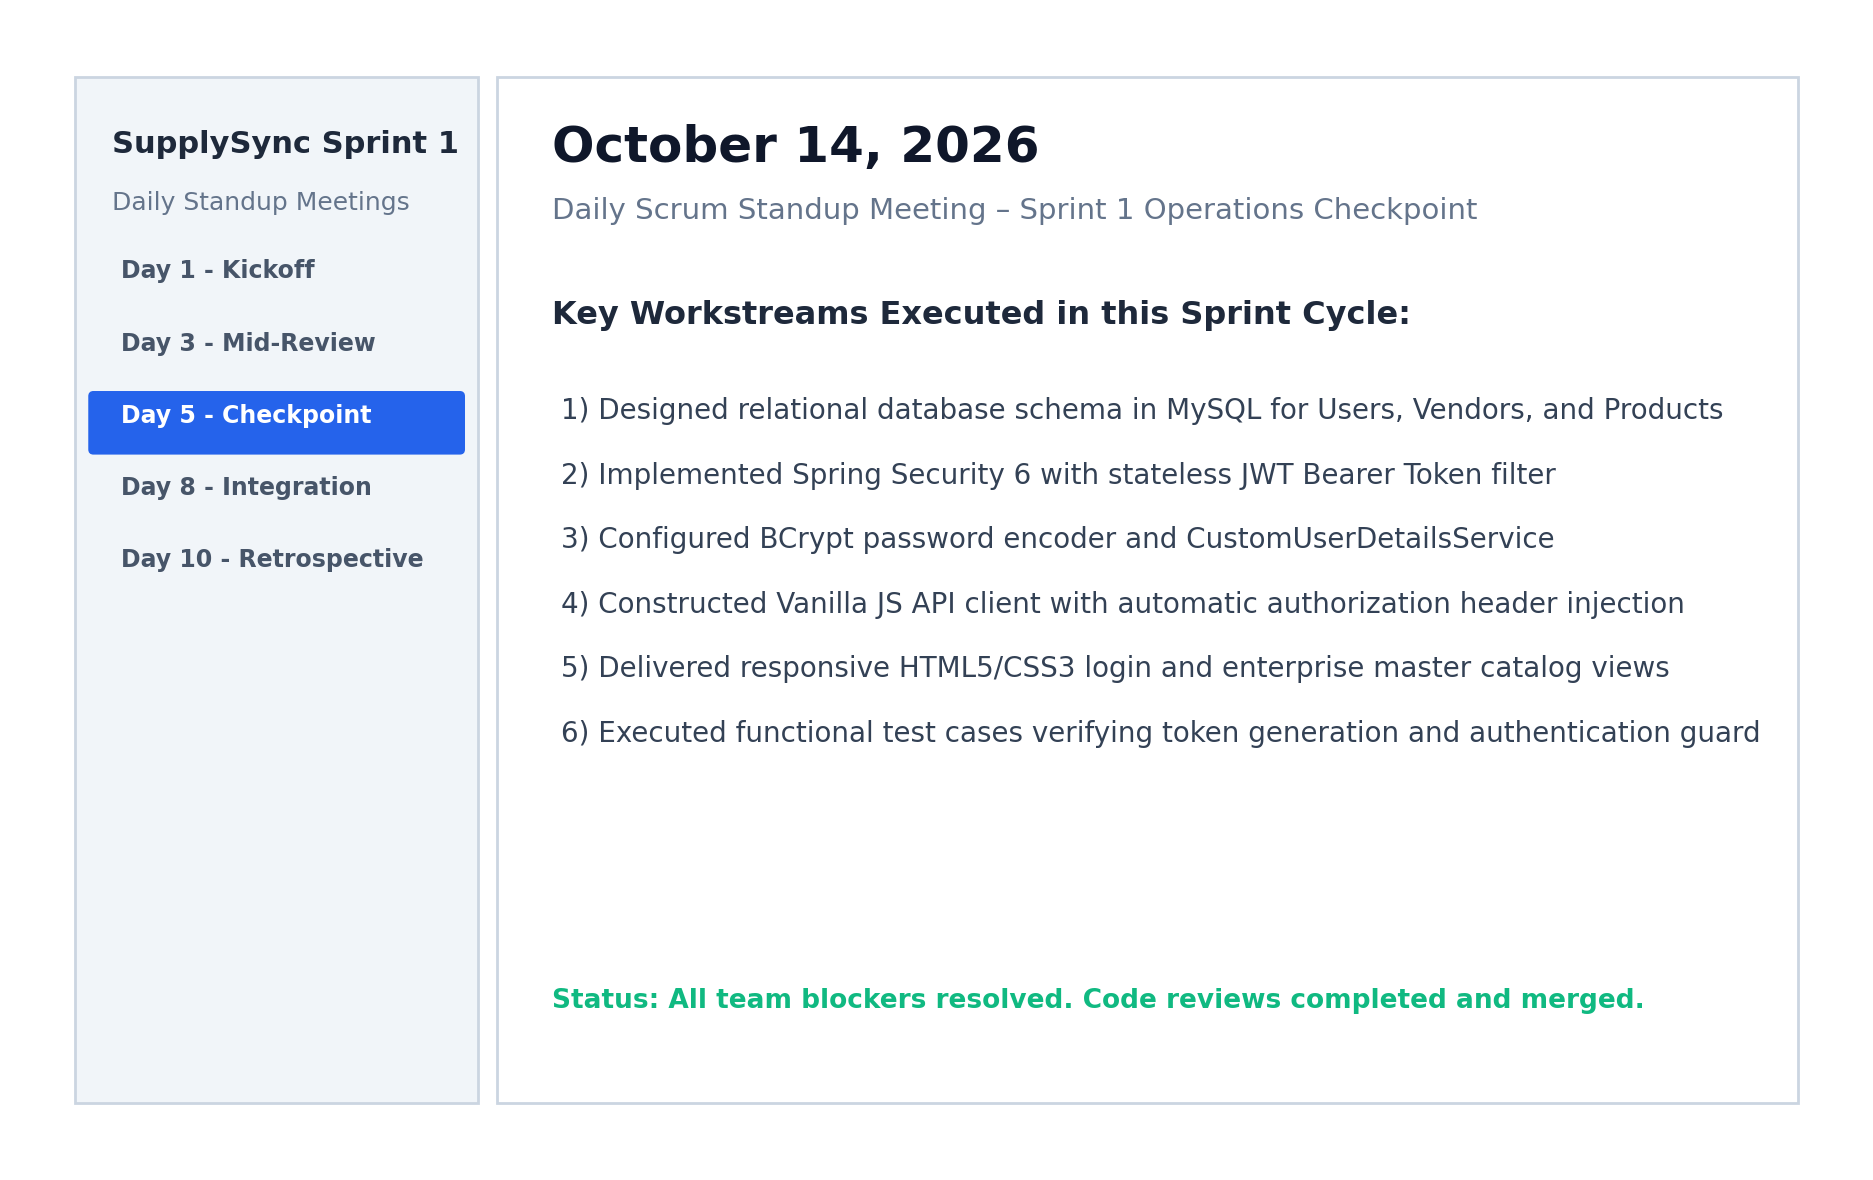 SupplySync Sprint 1
Daily Standup Meetings
Day 1 - Kickoff
Day 3 - Mid-Review
Day 5 - Checkpoint
Day 8 - Integration
Day 10 - Retrospective
October 14, 2026
Daily Scrum Standup Meeting – Sprint 1 Operations Checkpoint
Key Workstreams Executed in this Sprint Cycle:
1) Designed relational database schema in MySQL for Users, Vendors, and Products
2) Implemented Spring Security 6 with stateless JWT Bearer Token filter
3) Configured BCrypt password encoder and CustomUserDetailsService
4) Constructed Vanilla JS API client with automatic authorization header injection
5) Delivered responsive HTML5/CSS3 login and enterprise master catalog views
6) Executed functional test cases verifying token generation and authentication guard
Status: All team blockers resolved. Code reviews completed and merged.